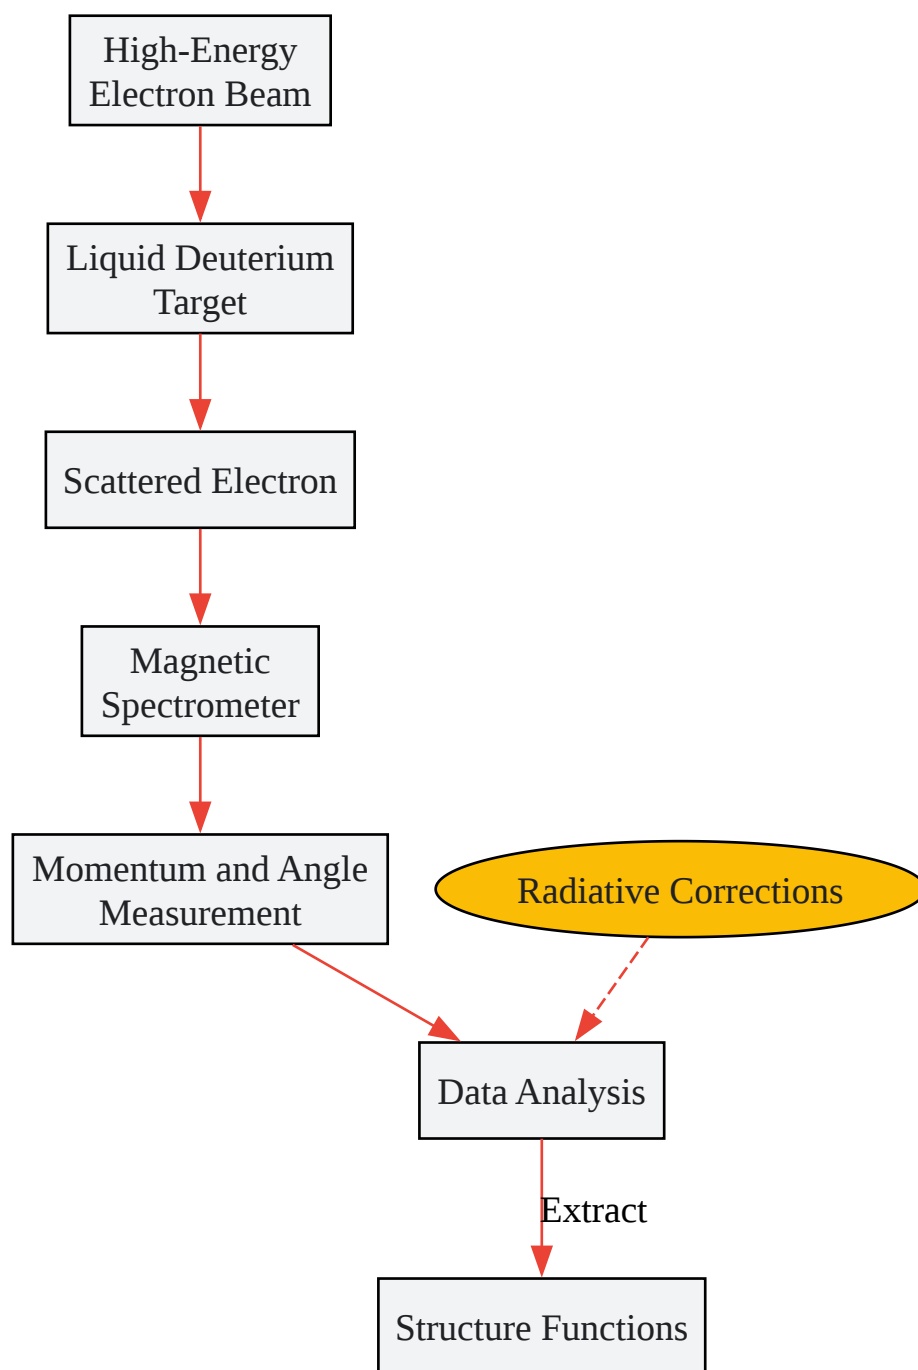 High-Energy
Electron Beam
Liquid Deuterium
Target
Scattered Electron
Magnetic
Spectrometer
Momentum and Angle
Measurement
Radiative Corrections
Data Analysis
Extract
Structure Functions